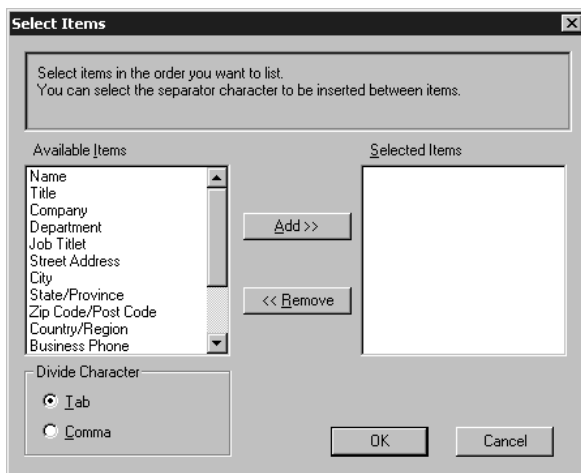 Select Items
Select items in the order you want to list.
You can select the separator character to be inserted between items.
Available Items
Selected Items
Name
Title
Company
Department
Job Titlet
Street Address
City
State/Province
Zip Code/Post Code
Country/Region
Business Phone
Add >>
<< Remove
Divide Character
Tab
Comma
OK
Cancel